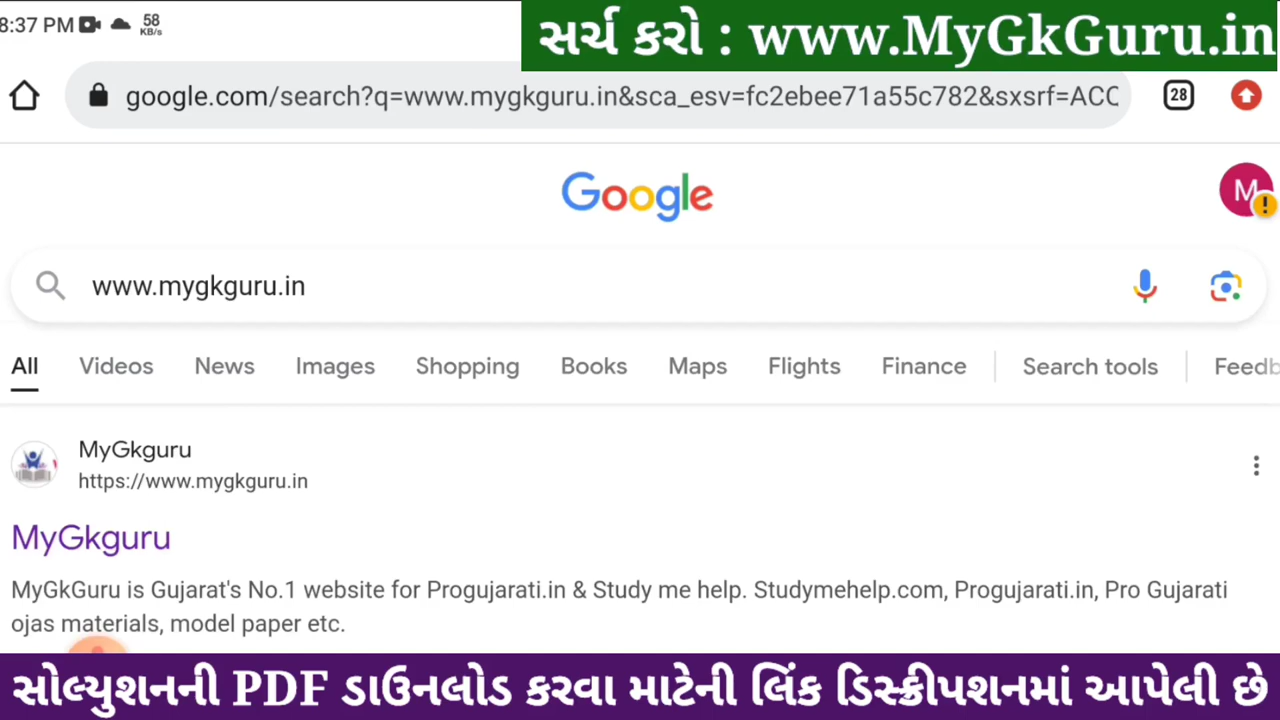 સર્ચ કરો : www.MyGkGuru.in
8:37 PM 58 KB/s
google.com/search?q=www.mygkguru.in&sca_esv=fc2ebee71a55c782&sxsrf=ACC
28
Google
M
www.mygkguru.in
All Videos News Images Shopping Books Maps Flights Finance Search tools Feedb
MyGkguru
https://www.mygkguru.in
MyGkguru
MyGkGuru is Gujarat's No.1 website for Progujarati.in & Study me help. Studymehelp.com, Progujarati.in, Pro Gujarati
ojas materials, model paper etc.
સોલ્યુશનની PDF ડાઉનલોડ કરવા માટેની લિંક ડિસ્ક્રીપશનમાં આપેલી છે